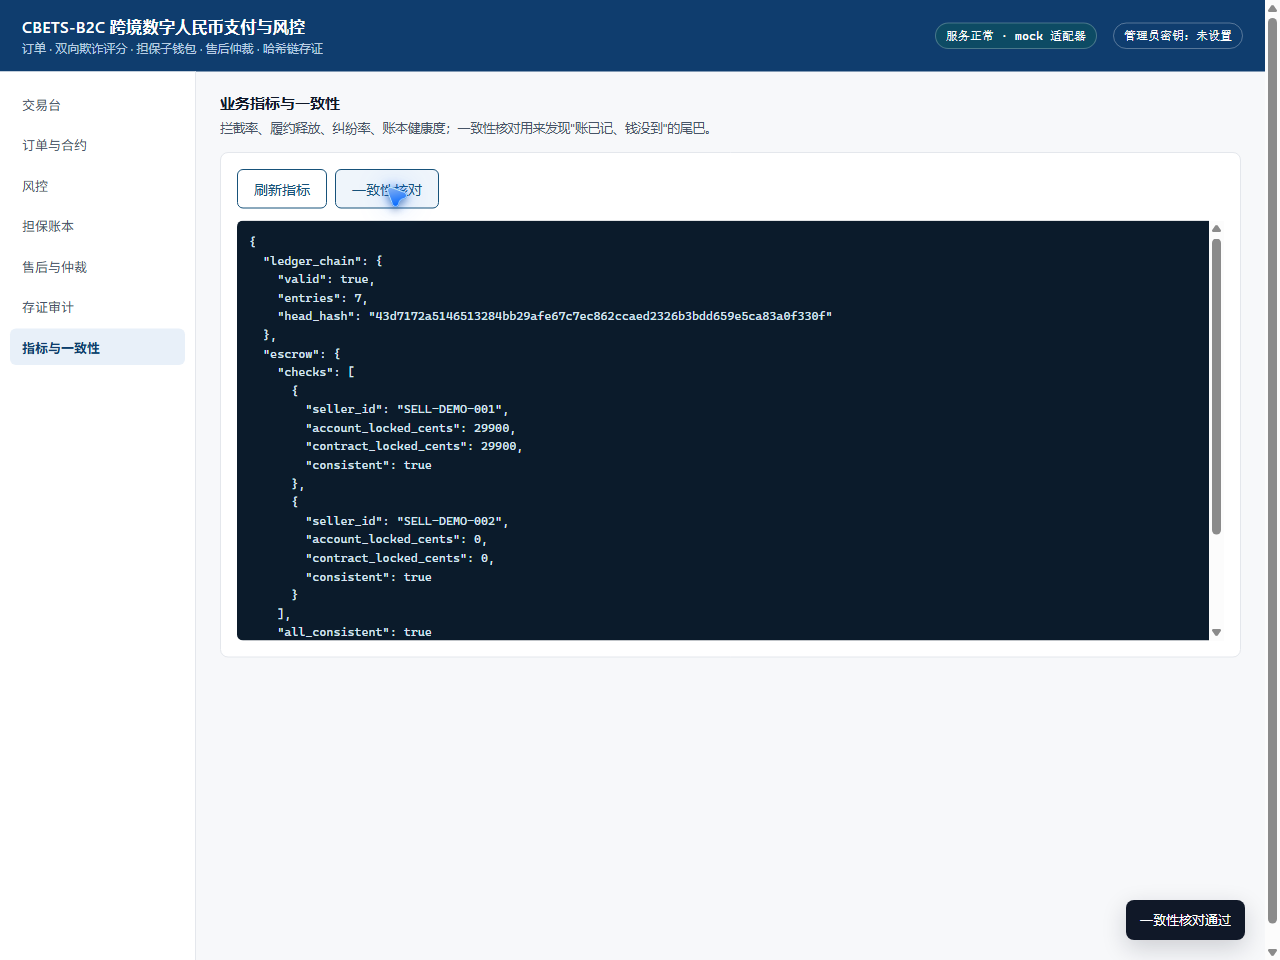 CBETS-B2C 跨境数字人民币支付与风控
订单 · 双向欺诈评分 · 担保子钱包 · 售后仲裁 · 哈希链存证
服务正常 · mock 适配器
管理员密钥: 未设置
交易台
订单与合约
风控
担保账本
售后与仲裁
存证审计
指标与一致性
业务指标与一致性
拦截率、履约释放、纠纷率、账本健康度；一致性核对用来发现"账已记、钱没到"的尾巴。
刷新指标
一致性核对
{
  "ledger_chain": {
    "valid": true,
    "entries": 7,
    "head_hash": "43d7172a5146513284bb29afe67c7ec862ccaed2326b3bdd659e5ca83a0f330f"
  },
  "escrow": {
    "checks": [
      {
        "seller_id": "SELL-DEMO-001",
        "account_locked_cents": 29900,
        "contract_locked_cents": 29900,
        "consistent": true
      },
      {
        "seller_id": "SELL-DEMO-002",
        "account_locked_cents": 0,
        "contract_locked_cents": 0,
        "consistent": true
      }
    ],
    "all_consistent": true
一致性核对通过